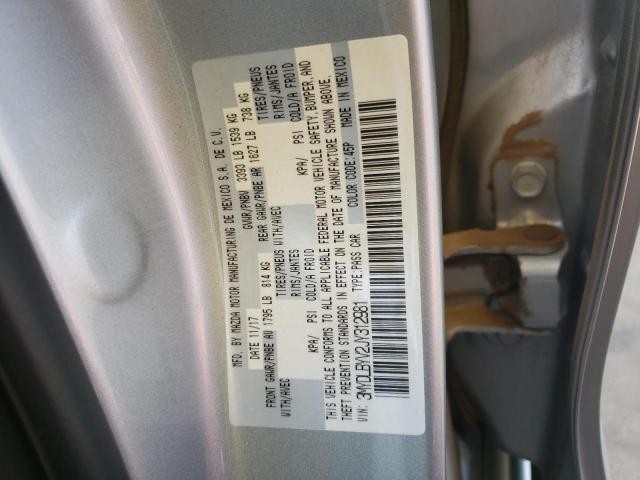 MFD. BY MAZDA MOTOR MANUFACTURING DE MEXICO S.A. DE C.V.
DATE 11/17 GVWR/PNBV 3393 LB 1539 KG
FRONT GAWR/PNBE AV 1795 LB 814 KG REAR GAWR/PNBE AR 1627 LB 738 KG
WITH/AVEC TIRES/PNEUS WITH/AVEC TIRES/PNEUS
RIMS/JANTES RIMS/JANTES
KPA/ PSI COLD/A FROID KPA/ PSI COLD/A FROID
THIS VEHICLE CONFORMS TO ALL APPLICABLE FEDERAL MOTOR VEHICLE SAFETY, BUMPER, AND
THEFT PREVENTION STANDARDS IN EFFECT ON THE DATE OF MANUFACTURE SHOWN ABOVE.
VIN: 3MYDLBYV2JY312981 TYPE: PASS CAR COLOR CODE: 45P MADE IN MEXICO